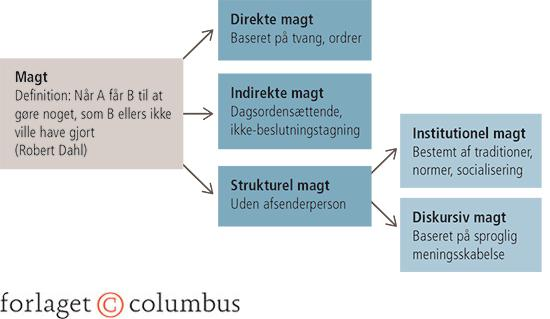 Direkte magt
Baseret på tvang, ordrer
Magt
Definition: Når A får B til at
gøre noget, som B ellers ikke
ville have gjort
(Robert Dahl)
Indirekte magt
Dagsordensættende,
ikke-beslutningstagning
Strukturel magt
Uden afsenderperson
Institutionel magt
Bestemt af traditioner,
normer, socialisering
Diskursiv magt
Baseret på sproglig
meningsskabelse
forlaget © columbus